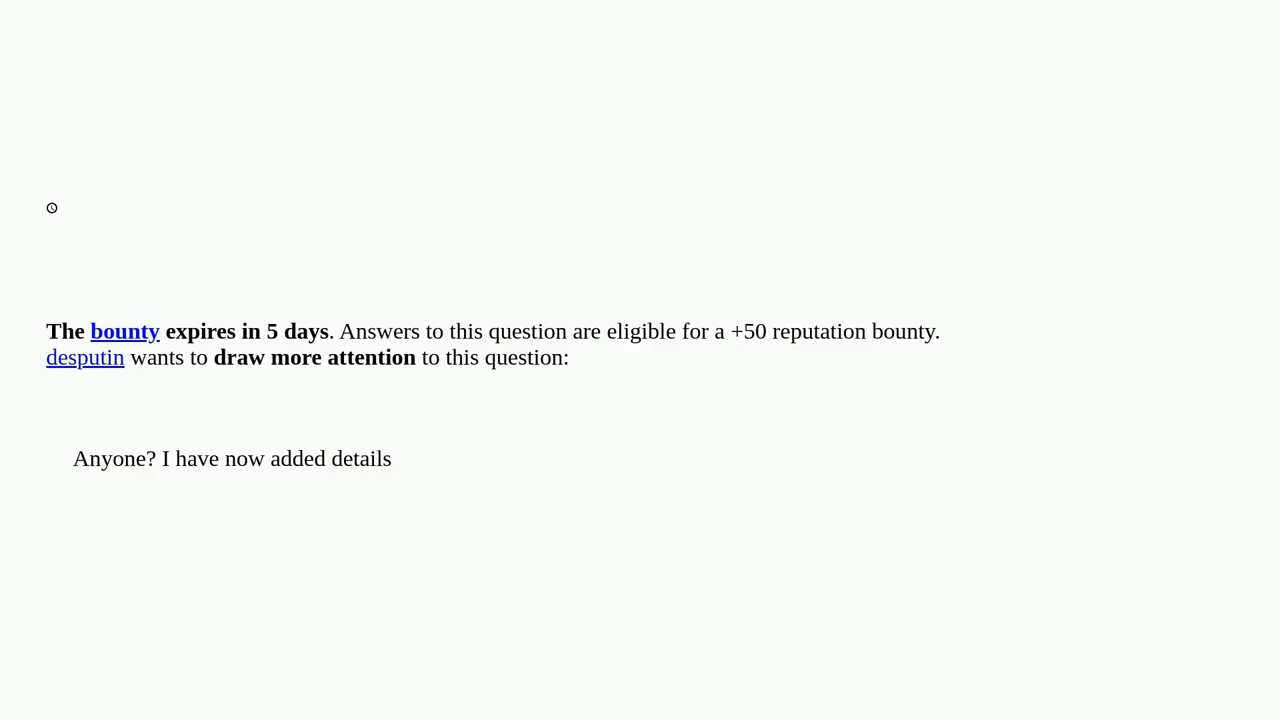 The bounty expires in 5 days. Answers to this question are eligible for a +50 reputation bounty.
desputin wants to draw more attention to this question:
Anyone? I have now added details